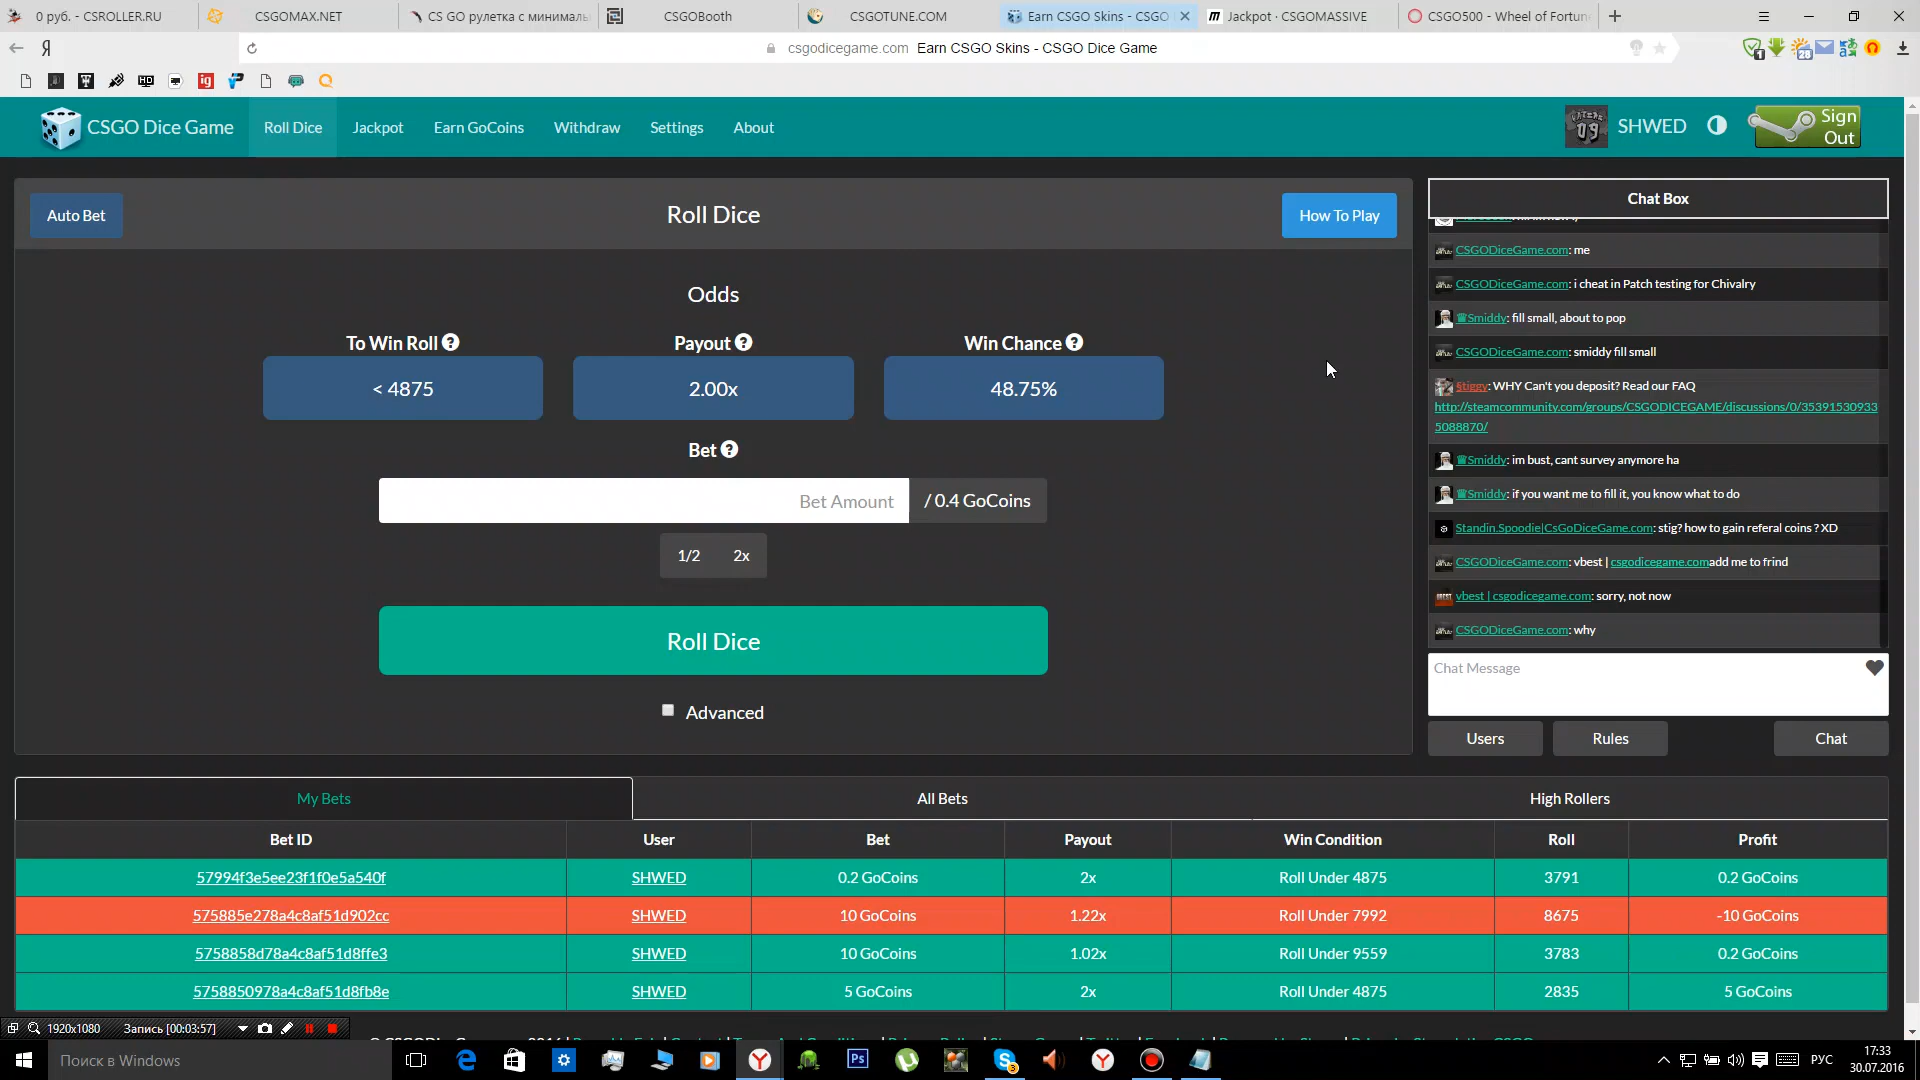 0 руб. - CSROLLER.RU
CSGOMAX.NET
CS GO рулетка с минималь
CSGOBooth
CSGOTUNE.COM
Earn CSGO Skins - CSGO
Jackpot · CSGOMASSIVE
CSGO500 - Wheel of Fortun
csgodicegame.com Earn CSGO Skins - CSGO Dice Game
CSGO Dice Game
Roll Dice
Jackpot
Earn GoCoins
Withdraw
Settings
About
SHWED
Sign
Out
Auto Bet
Roll Dice
How To Play
Odds
To Win Roll ?
Payout ?
Win Chance ?
< 4875
2.00x
48.75%
Bet ?
Bet Amount
/ 0.4 GoCoins
1/2
2x
Roll Dice
Advanced
Chat Box
CSGODiceGame.com: me
CSGODiceGame.com: i cheat in Patch testing for Chivalry
Smiddy: fill small, about to pop
CSGODiceGame.com: smiddy fill small
Stiggy: WHY Can't you deposit? Read our FAQ
http://steamcommunity.com/groups/CSGODICEGAME/discussions/0/35391530933
5088870/
Smiddy: im bust, cant survey anymore ha
Smiddy: if you want me to fill it, you know what to do
Standin.Spoodie|CsGoDiceGame.com: stig? how to gain referal coins ? XD
CSGODiceGame.com: vbest | csgodicegame.comadd me to frind
vbest | csgodicegame.com: sorry, not now
CSGODiceGame.com: why
Chat Message
Users
Rules
Chat
My Bets
All Bets
High Rollers
Bet ID User Bet Payout Win Condition Roll Profit
57994f3e5ee23f1f0e5a540f SHWED 0.2 GoCoins 2x Roll Under 4875 3791 0.2 GoCoins
575885e278a4c8af51d902cc SHWED 10 GoCoins 1.22x Roll Under 7992 8675 -10 GoCoins
5758858d78a4c8af51d8ffe3 SHWED 10 GoCoins 1.02x Roll Under 9559 3783 0.2 GoCoins
5758850978a4c8af51d8fb8e SHWED 5 GoCoins 2x Roll Under 4875 2835 5 GoCoins
1920x1080 Запись [00:03:57]
Поиск в Windows
РУС
17:33
30.07.2016